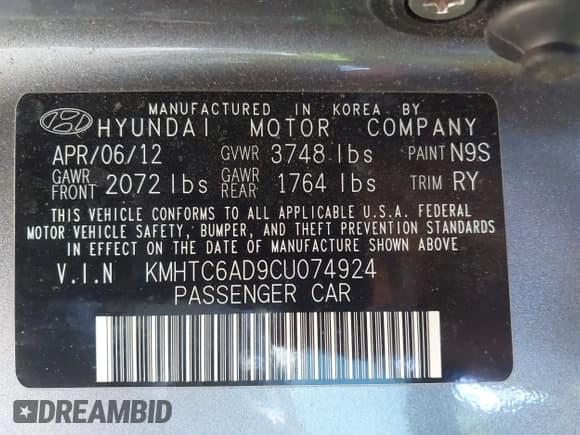 MANUFACTURED IN KOREA BY
HYUNDAI MOTOR COMPANY
APR/06/12 GVWR 3748 lbs PAINT N9S
GAWR FRONT 2072 lbs GAWR REAR 1764 lbs TRIM RY
THIS VEHICLE CONFORMS TO ALL APPLICABLE U.S.A. FEDERAL
MOTOR VEHICLE SAFETY, BUMPER, AND THEFT PREVENTION STANDARDS
IN EFFECT ON THE DATE OF MANUFACTURE SHOWN ABOVE.
V.I.N KMHTC6AD9CU074924
PASSENGER CAR
DREAMBID